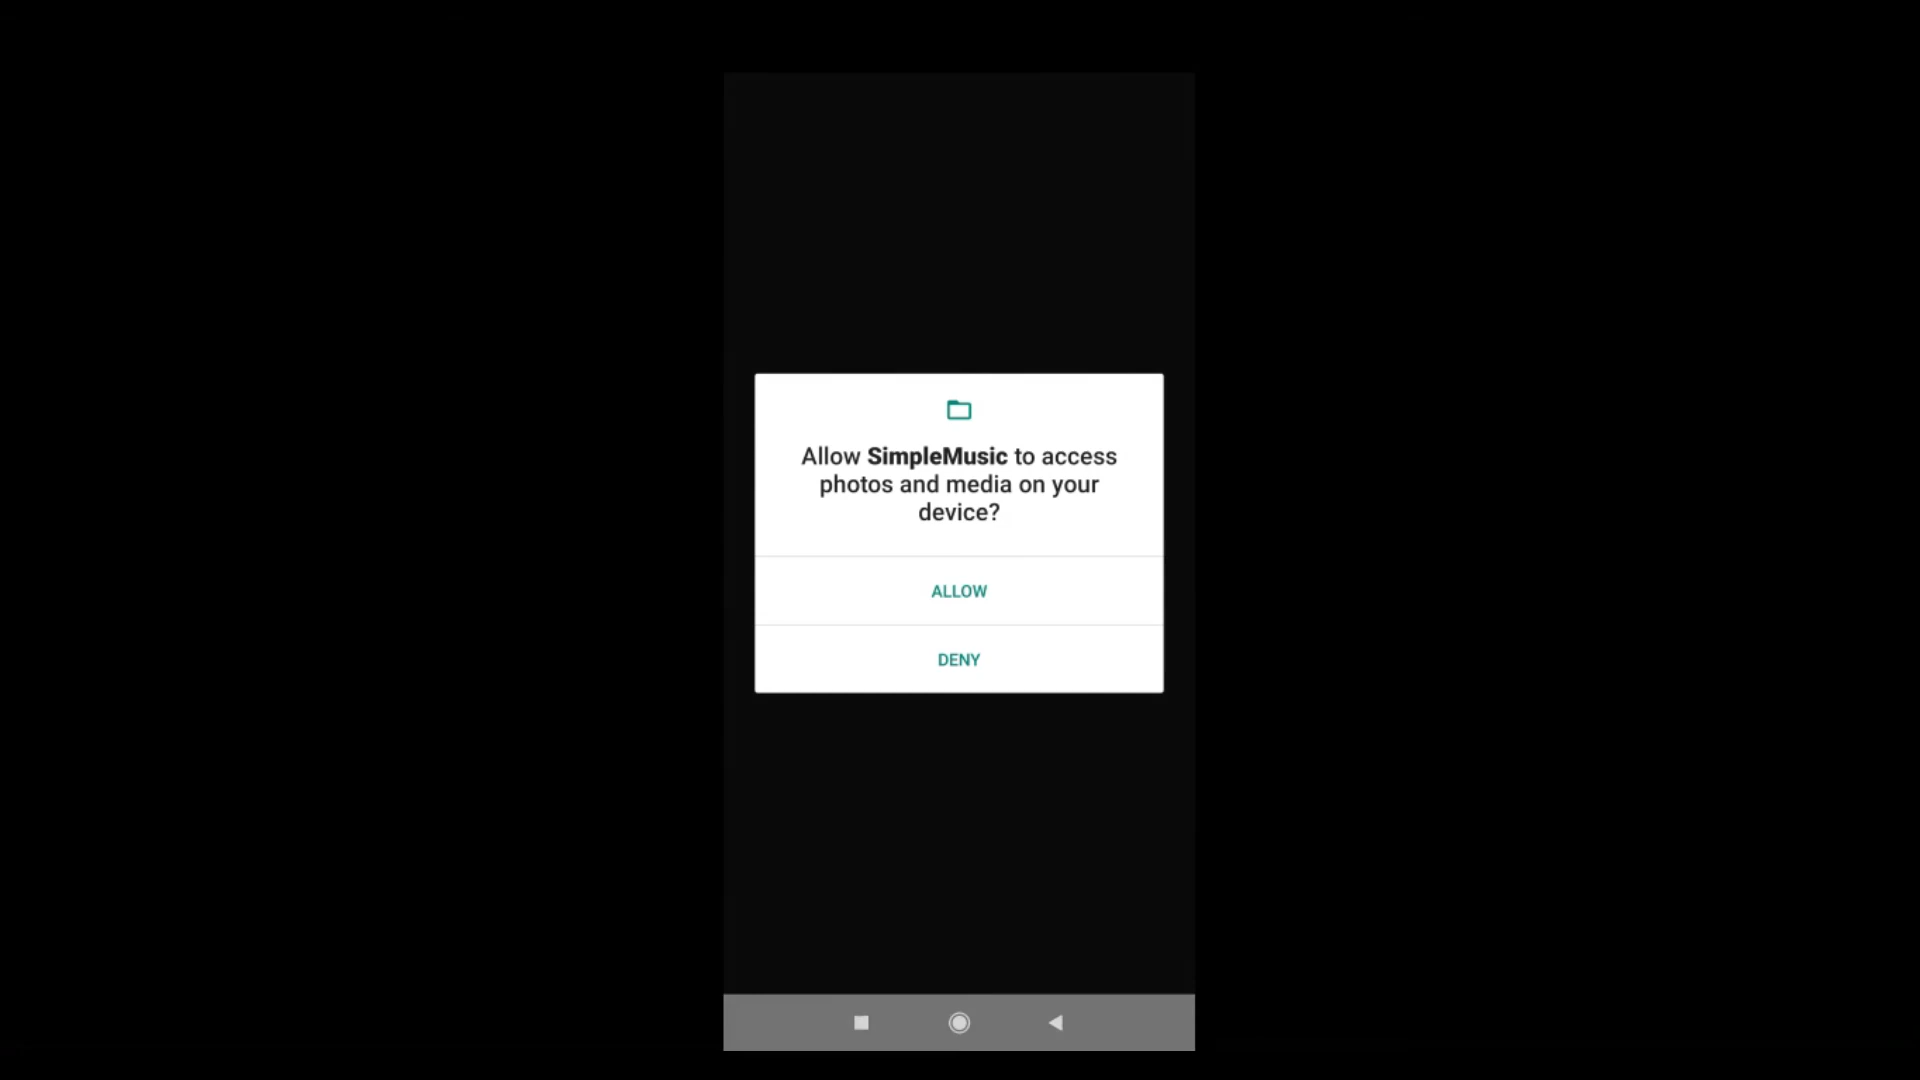 Allow SimpleMusic to access
photos and media on your
device?
ALLOW
DENY